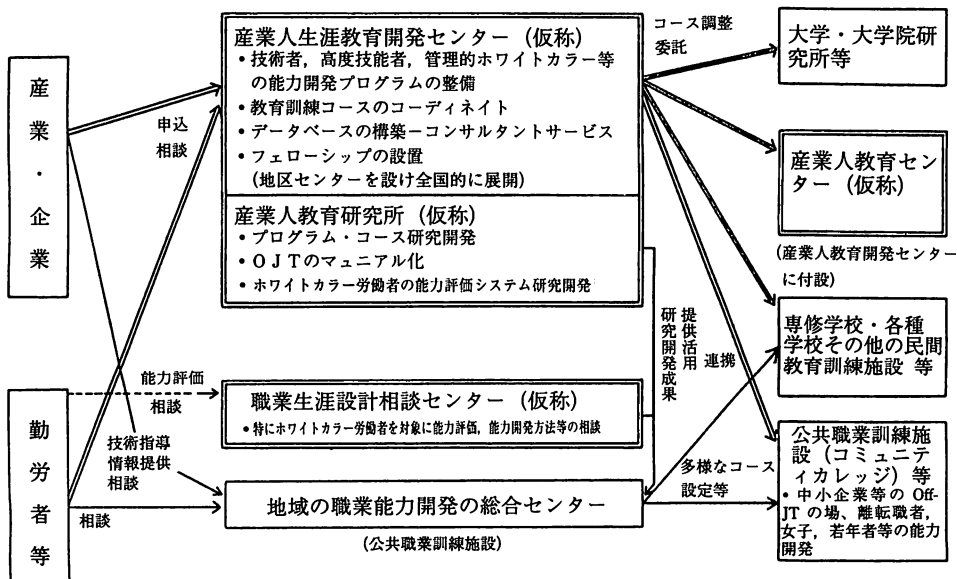 産業・企業
勤労者等
申込
相談
能力評価
相談
技術指導
情報提供
相談
相談
産業人生涯教育開発センター（仮称）
•技術者，高度技能者，管理的ホワイトカラー等
の能力開発プログラムの整備
•教育訓練コースのコーディネイト
•データベースの構築－コンサルタントサービス
•フェローシップの設置
(地区センターを設け全国的に展開)
産業人教育研究所（仮称）
•プログラム・コース研究開発
•ＯＪＴのマニュアル化
•ホワイトカラー労働者の能力評価システム研究開発
職業生涯設計相談センター（仮称）
•特にホワイトカラー労働者を対象に能力評価，能力開発方法等の相談
地域の職業能力開発の総合センター
(公共職業訓練施設)
コース調整
委託
研究開発成果
提供活用
連携
多様なコース
設定等
大学・大学院研
究所等
産業人教育セン
ター（仮称）
(産業人教育開発センター
に付設)
専修学校・各種
学校その他の民間
教育訓練施設 等
公共職業訓練施
設（コミュニテ
ィカレッジ）等
•中小企業等のOff-
JTの場、離転職者，
女子，若年者等の能力
開発